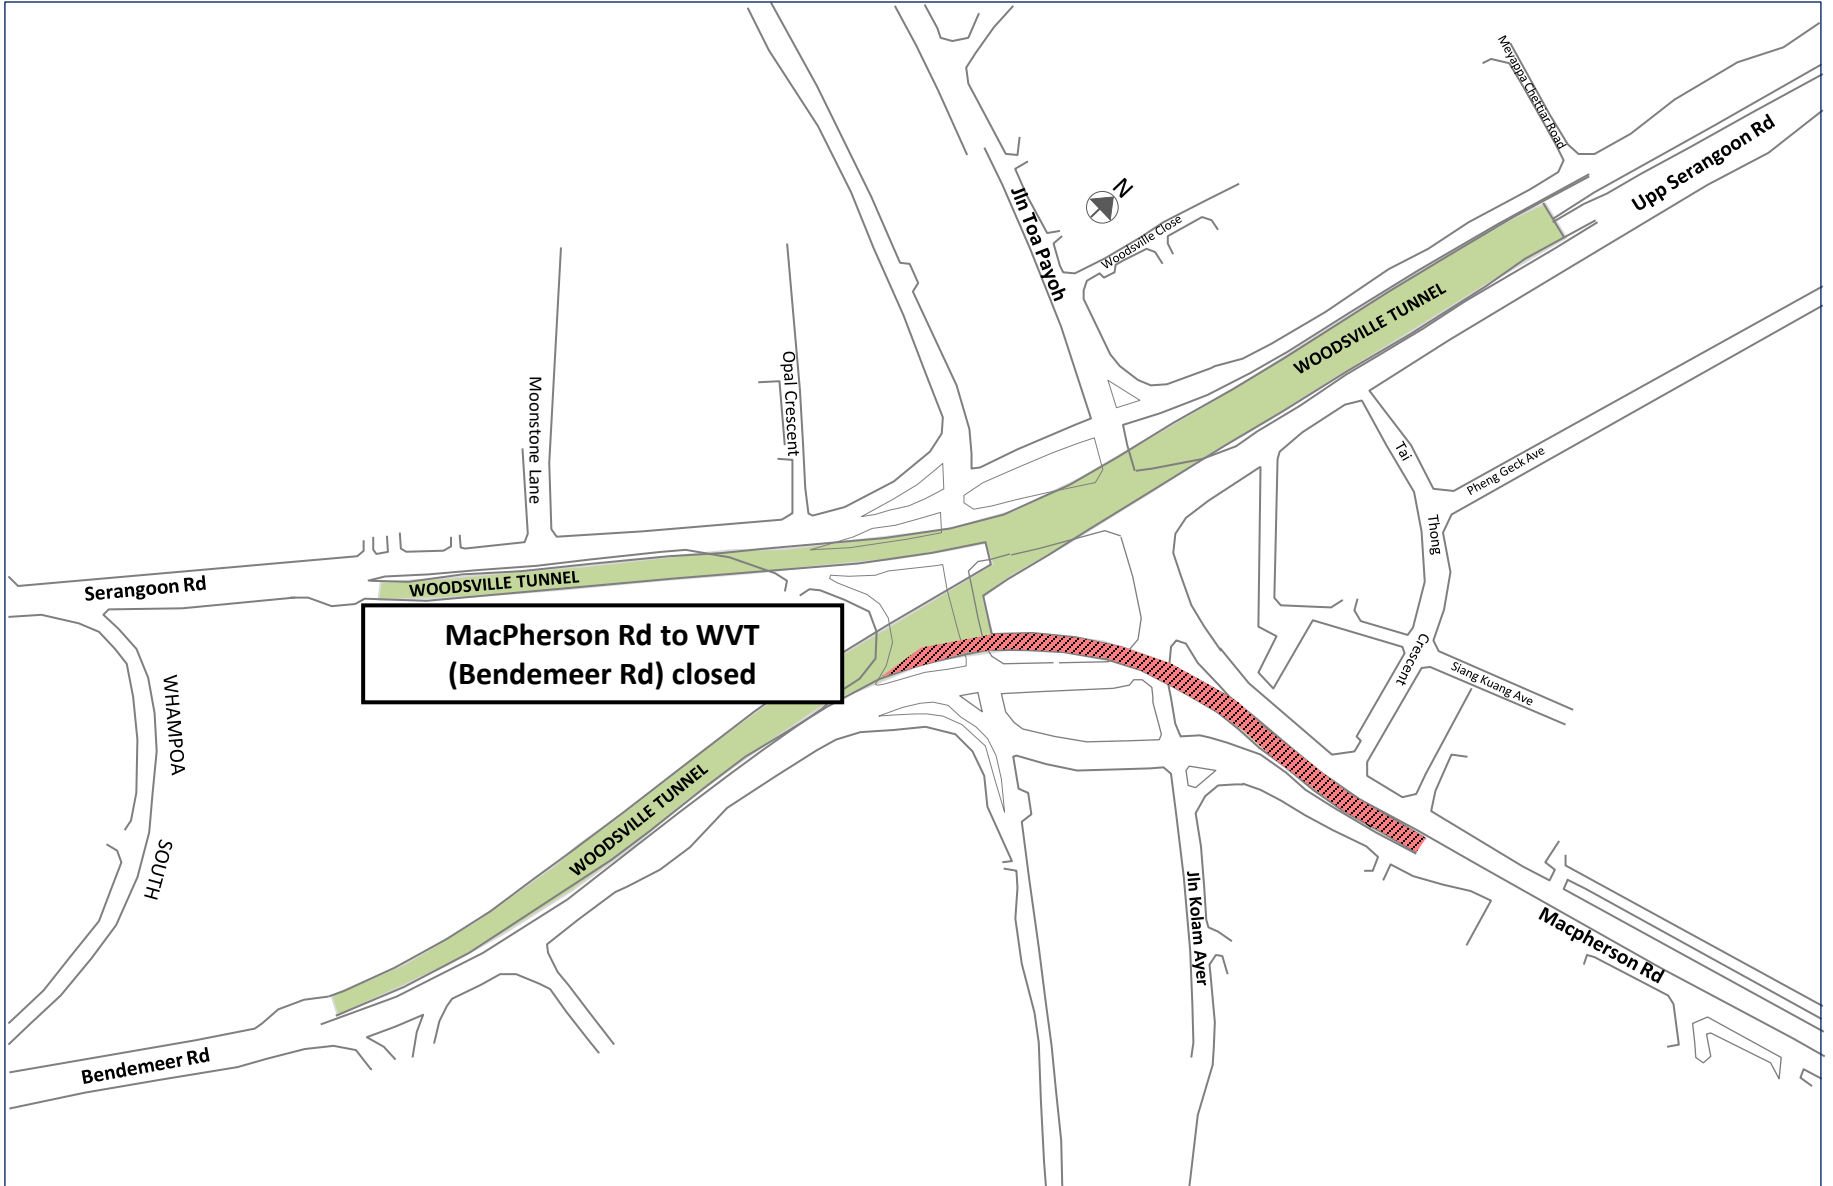 Meyappa Chettiar Road
Upp Serangoon Rd
N
Jln Toa Payoh
Woodsville Close
WOODSVILLE TUNNEL
Opal Crescent
Moonstone Lane
Tai
Thong
Crescent
Pheng Geck Ave
Siang Kuang Ave
Serangoon Rd
WOODSVILLE TUNNEL
MacPherson Rd to WVT
(Bendemeer Rd) closed
WHAMPOA
SOUTH
WOODSVILLE TUNNEL
Jln Kolam Ayer
Macpherson Rd
Bendemeer Rd